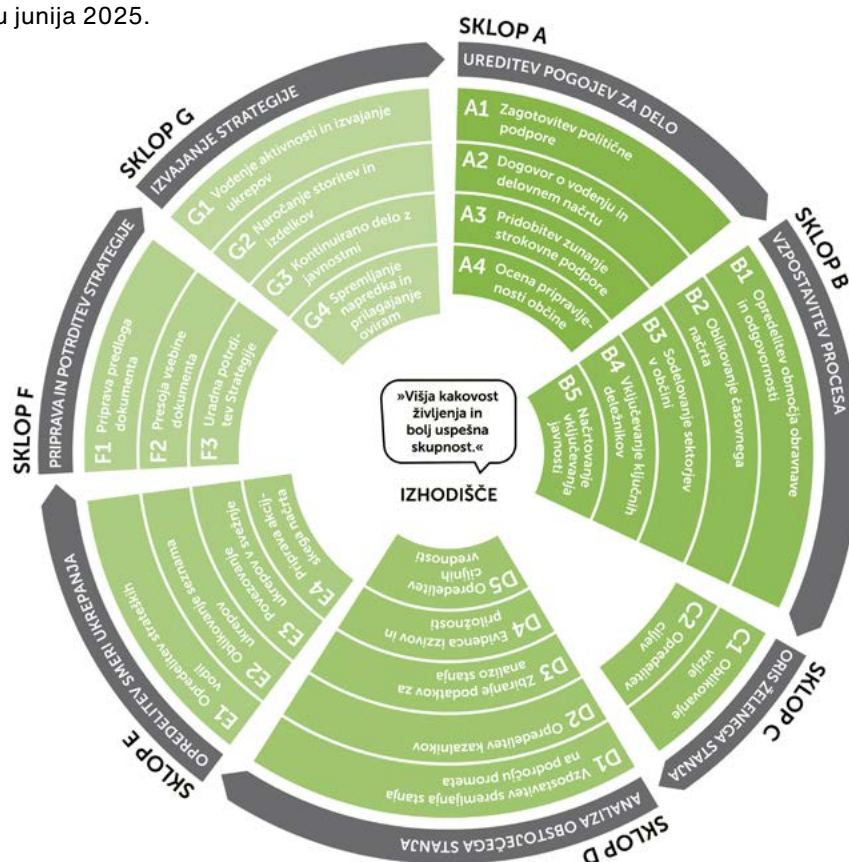 u junija 2025.
SKLOP A
UREDITEV POGOJEV ZA DELO
A1 Zagotovitev politične
podpore
A2 Dogovor o vodenju in
delovnem načrtu
A3 Pridobitev zunanje
strokovne podpore
A4 Ocena pripravlje-
nosti občine
SKLOP B
VZPOSTAVITEV PROCESA
B1 Opredelitev območja obravnave
in odgovornosti
B2 Oblikovanje časovnega
načrta
B3 Sodelovanje sektorjev
v občini
B4 Vključevanje ključnih
deležnikov
B5 Načrtovanje
vključevanja
javnosti
SKLOP C
ORIS ŽELENEGA STANJA
C1 Oblikovanje
vizije
C2 Opredelitev
ciljev
SKLOP D
ANALIZA OBSTOJEČEGA STANJA
D1 Vzpostavitev spremljanja stanja
na področju prometa
D2 Opredelitev kazalnikov
D3 Zbiranje podatkov za
analizo stanja
D4 Evidenca izzivov in
priložnosti
D5 Opredelitev
ciljnih
vrednosti
SKLOP E
OPREDELITEV SMERI UKREPANJA
E1 Opredelitev strateških
vodil
E2 Oblikovanje seznama
ukrepov
E3 Povezovanje
ukrepov v svežnje
E4 Priprava akcij-
skega načrta
SKLOP F
PRIPRAVA IN POTRDITEV STRATEGIJE
F1 Priprava predloga
dokumenta
F2 Presoja vsebine
dokumenta
F3 Uradna potrdi-
tev Strategije
SKLOP G
IZVAJANJE STRATEGIJE
G1 Vodenje aktivnosti in izvajanje
ukrepov
G2 Naročanje storitev in
izdelkov
G3 Kontinuirano delo z
javnostmi
G4 Spremljanje
napredka in
prilagajanje
oviram
»Višja kakovost
življenja in
bolj uspešna
skupnost.«
IZHODIŠČE